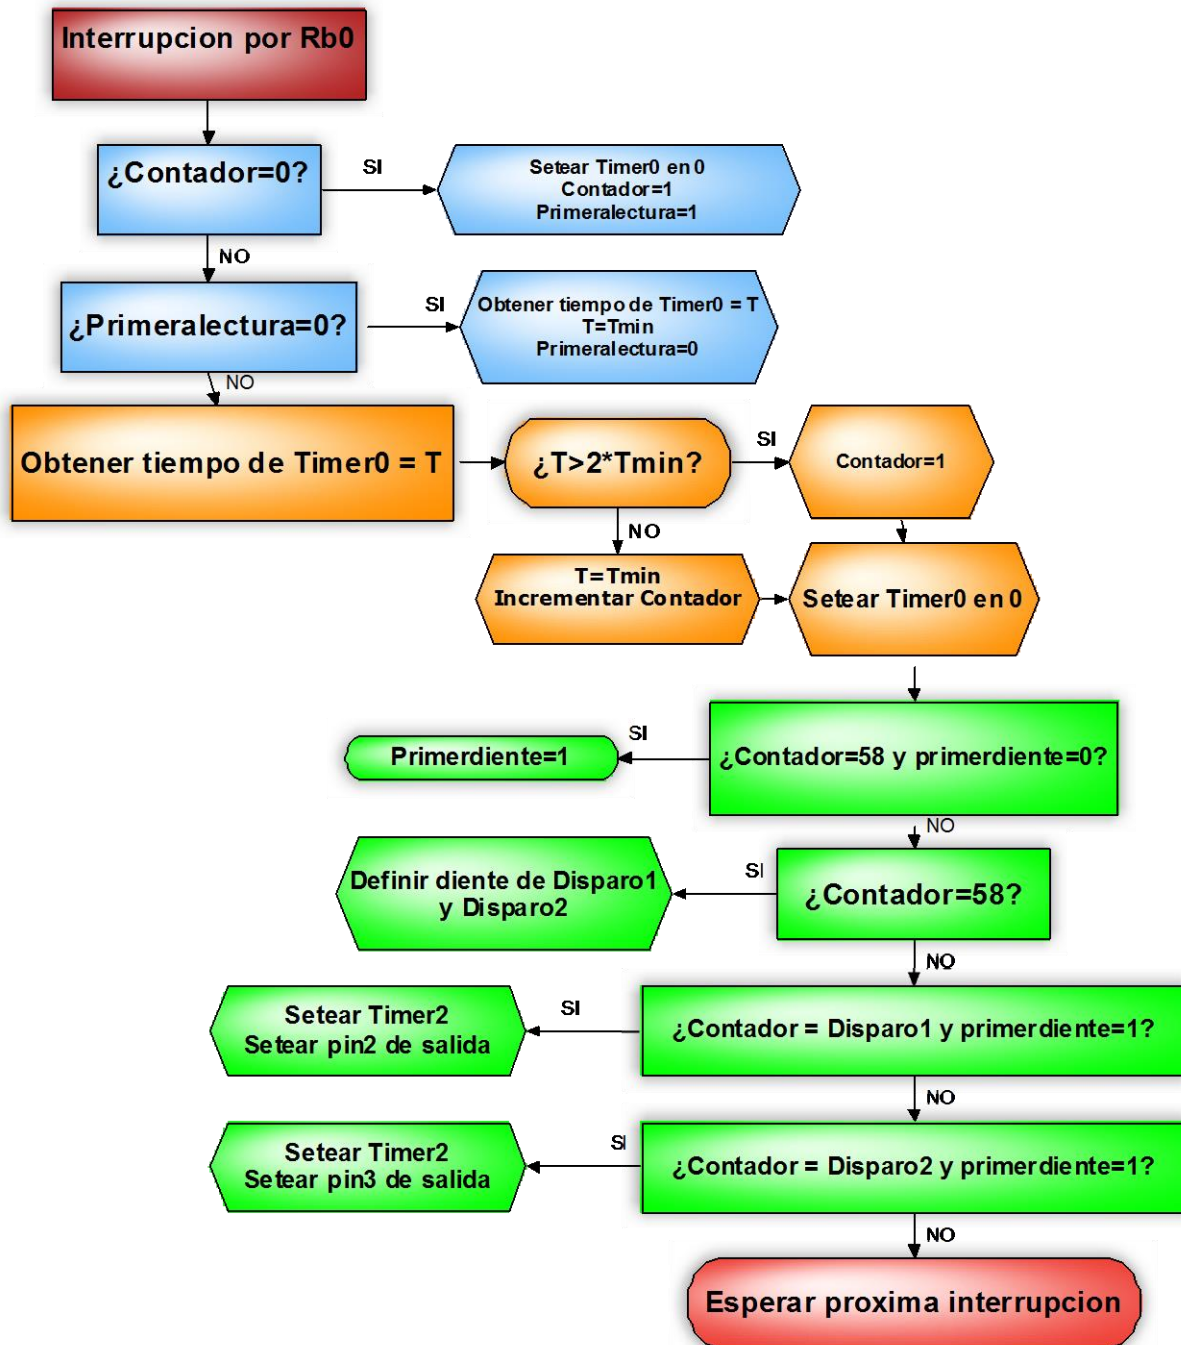 Interrupcion por Rb0
¿Contador=0?
SI
Setear Timer0 en 0
Contador=1
Primeralectura=1
NO
¿Primeralectura=0?
SI
Obtener tiempo de Timer0 = T
T=Tmin
Primeralectura=0
NO
Obtener tiempo de Timer0 = T
¿T>2*Tmin?
SI
Contador=1
NO
T=Tmin
Incrementar Contador
Setear Timer0 en 0
¿Contador=58 y primerdiente=0?
SI
Primerdiente=1
NO
¿Contador=58?
SI
Definir diente de Disparo1
y Disparo2
NO
¿Contador = Disparo1 y primerdiente=1?
SI
Setear Timer2
Setear pin2 de salida
NO
¿Contador = Disparo2 y primerdiente=1?
SI
Setear Timer2
Setear pin3 de salida
NO
Esperar proxima interrupcion